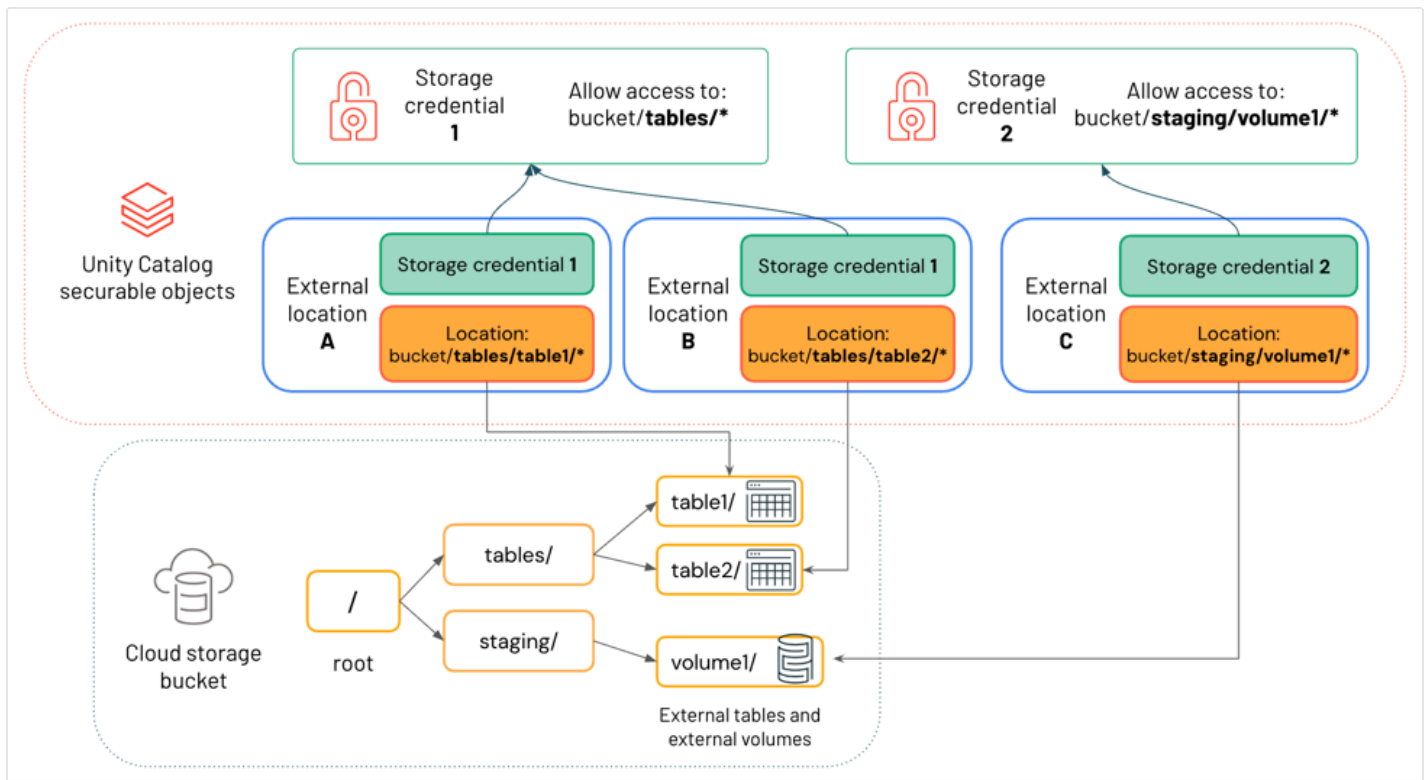 Storage
credential
1
Allow access to:
bucket/tables/*
Storage
credential
2
Allow access to:
bucket/staging/volume1/*
Unity Catalog
securable objects
External
location
A
Storage credential 1
Location:
bucket/tables/table1/*
External
location
B
Storage credential 1
Location:
bucket/tables/table2/*
External
location
C
Storage credential 2
Location:
bucket/staging/volume1/*
Cloud storage
bucket
/
root
tables/
staging/
table1/
table2/
volume1/
External tables and
external volumes